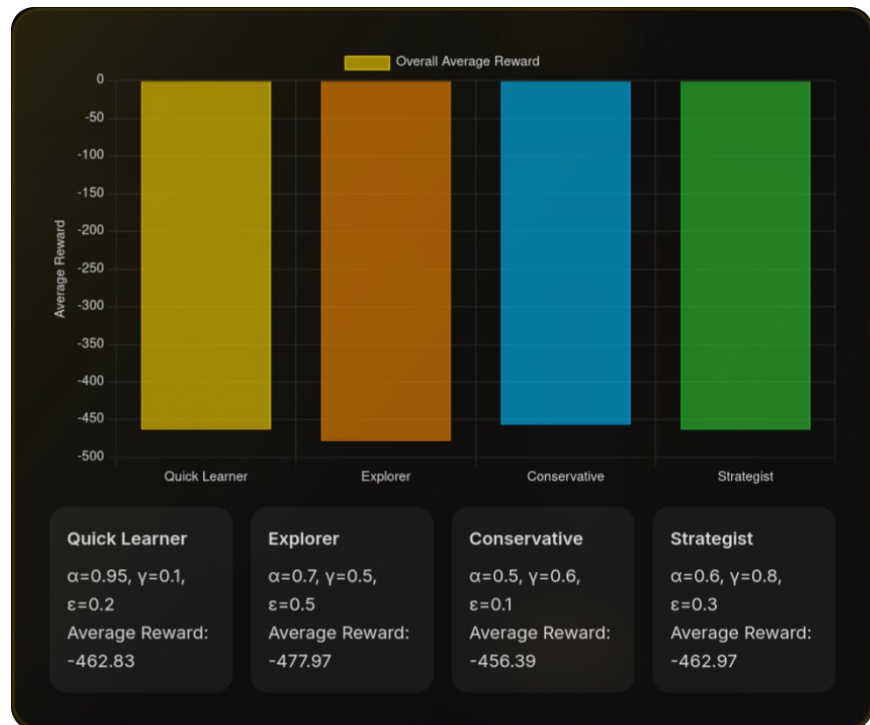 Overall Average Reward
0
-50
-100
-150
-200
-250
-300
-350
-400
-450
-500
Average Reward
Quick Learner
Explorer
Conservative
Strategist
Quick Learner
α=0.95, γ=0.1,
ε=0.2
Average Reward:
-462.83
Explorer
α=0.7, γ=0.5,
ε=0.5
Average Reward:
-477.97
Conservative
α=0.5, γ=0.6,
ε=0.1
Average Reward:
-456.39
Strategist
α=0.6, γ=0.8,
ε=0.3
Average Reward:
-462.97